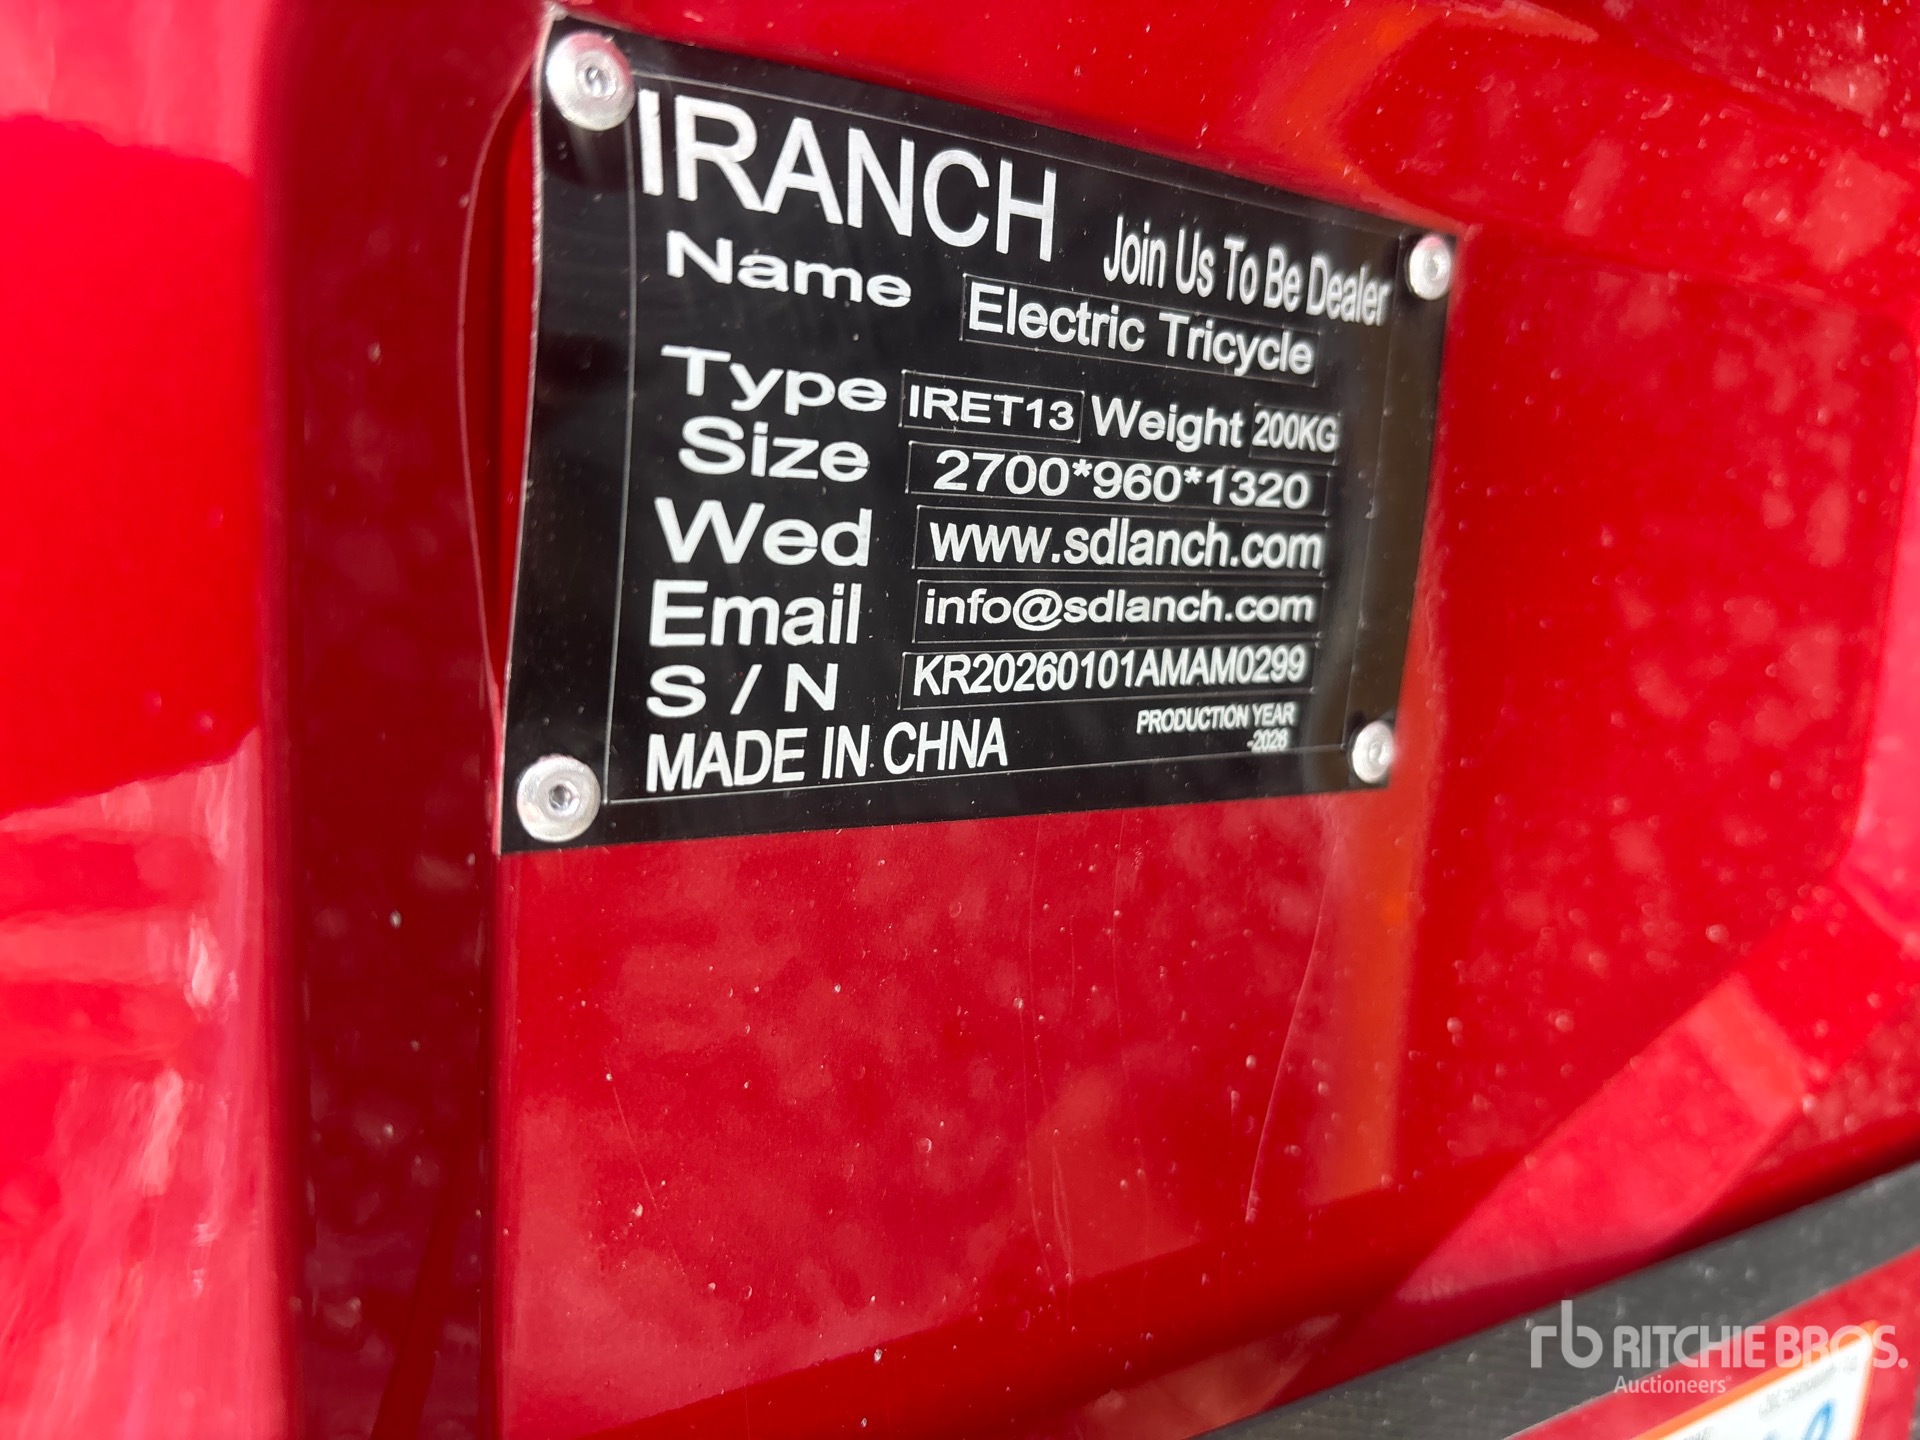 IRANCH
Join Us To Be Dealer
Name Electric Tricycle
Type IRET13 Weight 200KG
Size 2700*960*1320
Wed www.sdlanch.com
Email info@sdlanch.com
S / N KR20260101AMAM0299
MADE IN CHNA
PRODUCTION YEAR
-2026
rb RITCHIE BROS.
Auctioneers